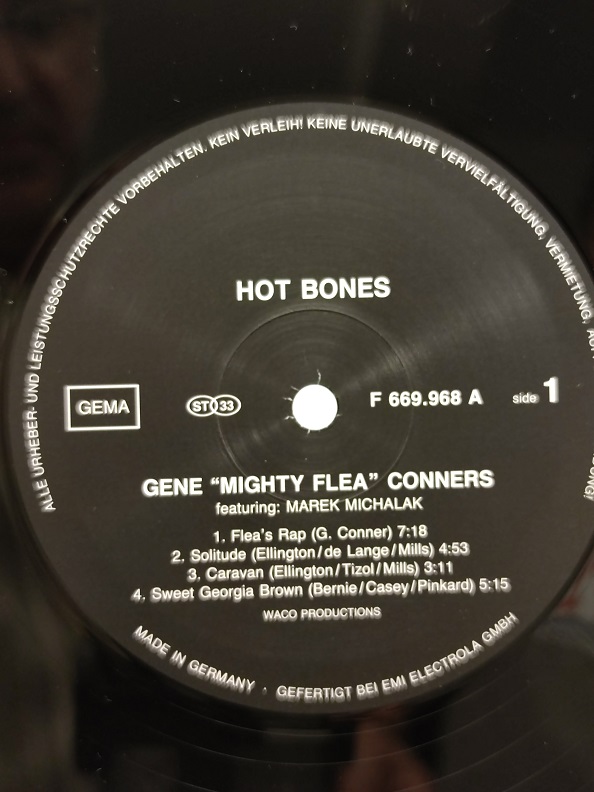 ALLE URHEBER- UND LEISTUNGSSCHUTZRECHTE VORBEHALTEN. KEIN VERLEIH! KEINE UNERLAUBTE VERVIELFÄLTIGUNG, VERMIETUNG,
HOT BONES
GEMA
ST 33
F 669.968 A
side 1
GENE "MIGHTY FLEA" CONNERS
featuring: MAREK MICHALAK
1. Flea's Rap (G. Conner) 7:18
2. Solitude (Ellington/de Lange/Mills) 4:53
3. Caravan (Ellington/Tizol/Mills) 3:11
4. Sweet Georgia Brown (Bernie/Casey/Pinkard) 5:15
WACO PRODUCTIONS
MADE IN GERMANY · GEFERTIGT BEI EMI ELECTROLA GMBH